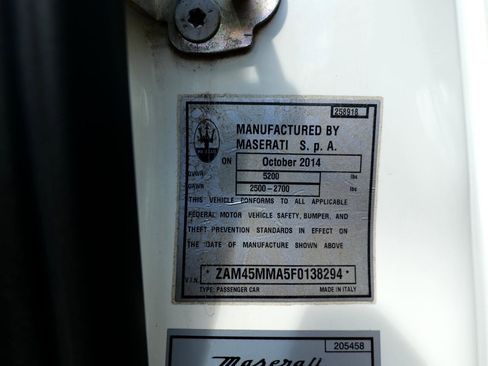 258918
MANUFACTURED BY
MASERATI S. p A.
ON October 2014
GVWR 5200 lbs
GAWR 2500-2700 lbs
THIS VEHICLE CONFORMS TO ALL APPLICABLE
FEDERAL MOTOR VEHICLE SAFETY, BUMPER, AND
THEFT PREVENTION STANDARDS IN EFFECT ON
THE DATE OF MANUFACTURE SHOWN ABOVE
V.I.N. * ZAM45MMA5F0138294 *
TYPE: PASSENGER CAR MADE IN ITALY
205458
Maserati